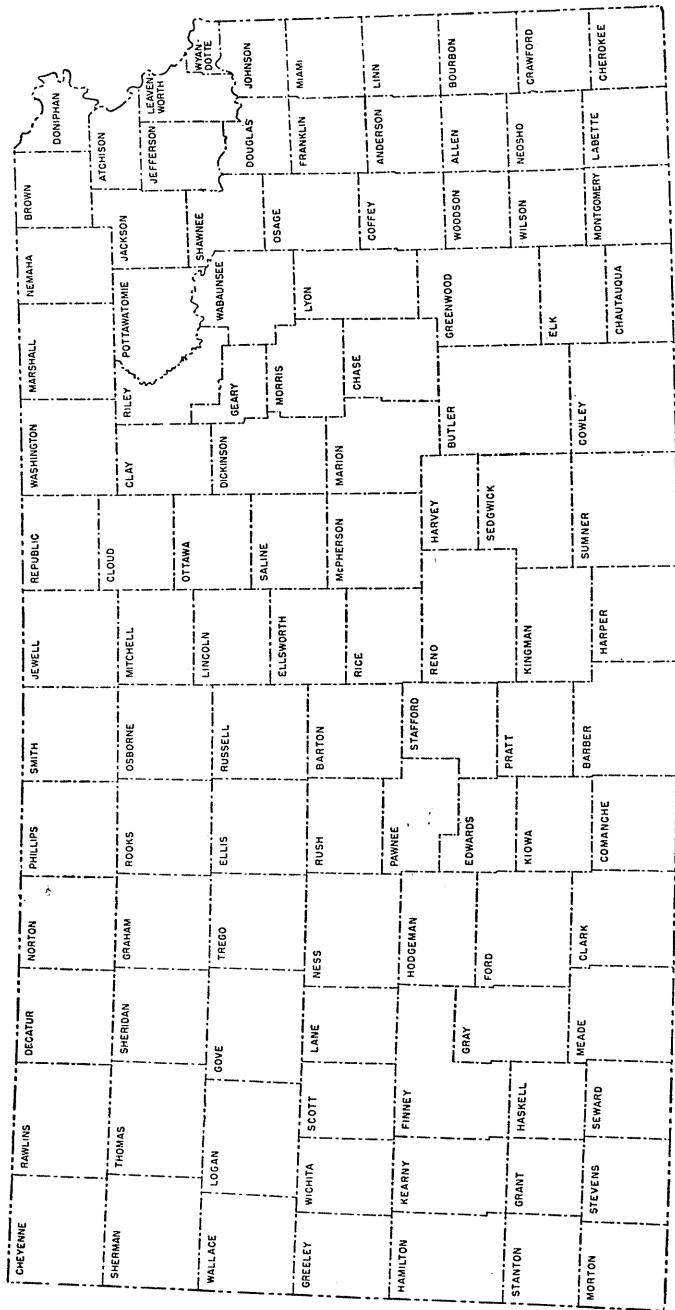 CHEYENNE
RAWLINS
DECATUR
NORTON
PHILLIPS
SMITH
JEWELL
REPUBLIC
WASHINGTON
MARSHALL
NEMAHA
BROWN
DONIPHAN
SHERMAN
THOMAS
SHERIDAN
GRAHAM
ROOKS
OSBORNE
MITCHELL
CLOUD
CLAY
RILEY
POTTAWATOMIE
JACKSON
ATCHISON
JEFFERSON
LEAVEN-
WORTH
WYAN-
DOTTE
WALLACE
LOGAN
GOVE
TREGO
ELLIS
RUSSELL
LINCOLN
OTTAWA
DICKINSON
GEARY
WABAUNSEE
SHAWNEE
DOUGLAS
JOHNSON
GREELEY
WICHITA
SCOTT
LANE
NESS
RUSH
BARTON
ELLSWORTH
SALINE
MORRIS
LYON
OSAGE
FRANKLIN
MIAMI
HAMILTON
KEARNY
FINNEY
HODGEMAN
PAWNEE
STAFFORD
RICE
McPHERSON
MARION
CHASE
COFFEY
ANDERSON
LINN
GRAY
FORD
EDWARDS
RENO
HARVEY
BUTLER
GREENWOOD
WOODSON
ALLEN
BOURBON
STANTON
GRANT
HASKELL
KIOWA
PRATT
KINGMAN
SEDGWICK
ELK
WILSON
NEOSHO
CRAWFORD
MORTON
STEVENS
SEWARD
MEADE
CLARK
COMANCHE
BARBER
HARPER
SUMNER
COWLEY
CHAUTAUQUA
MONTGOMERY
LABETTE
CHEROKEE